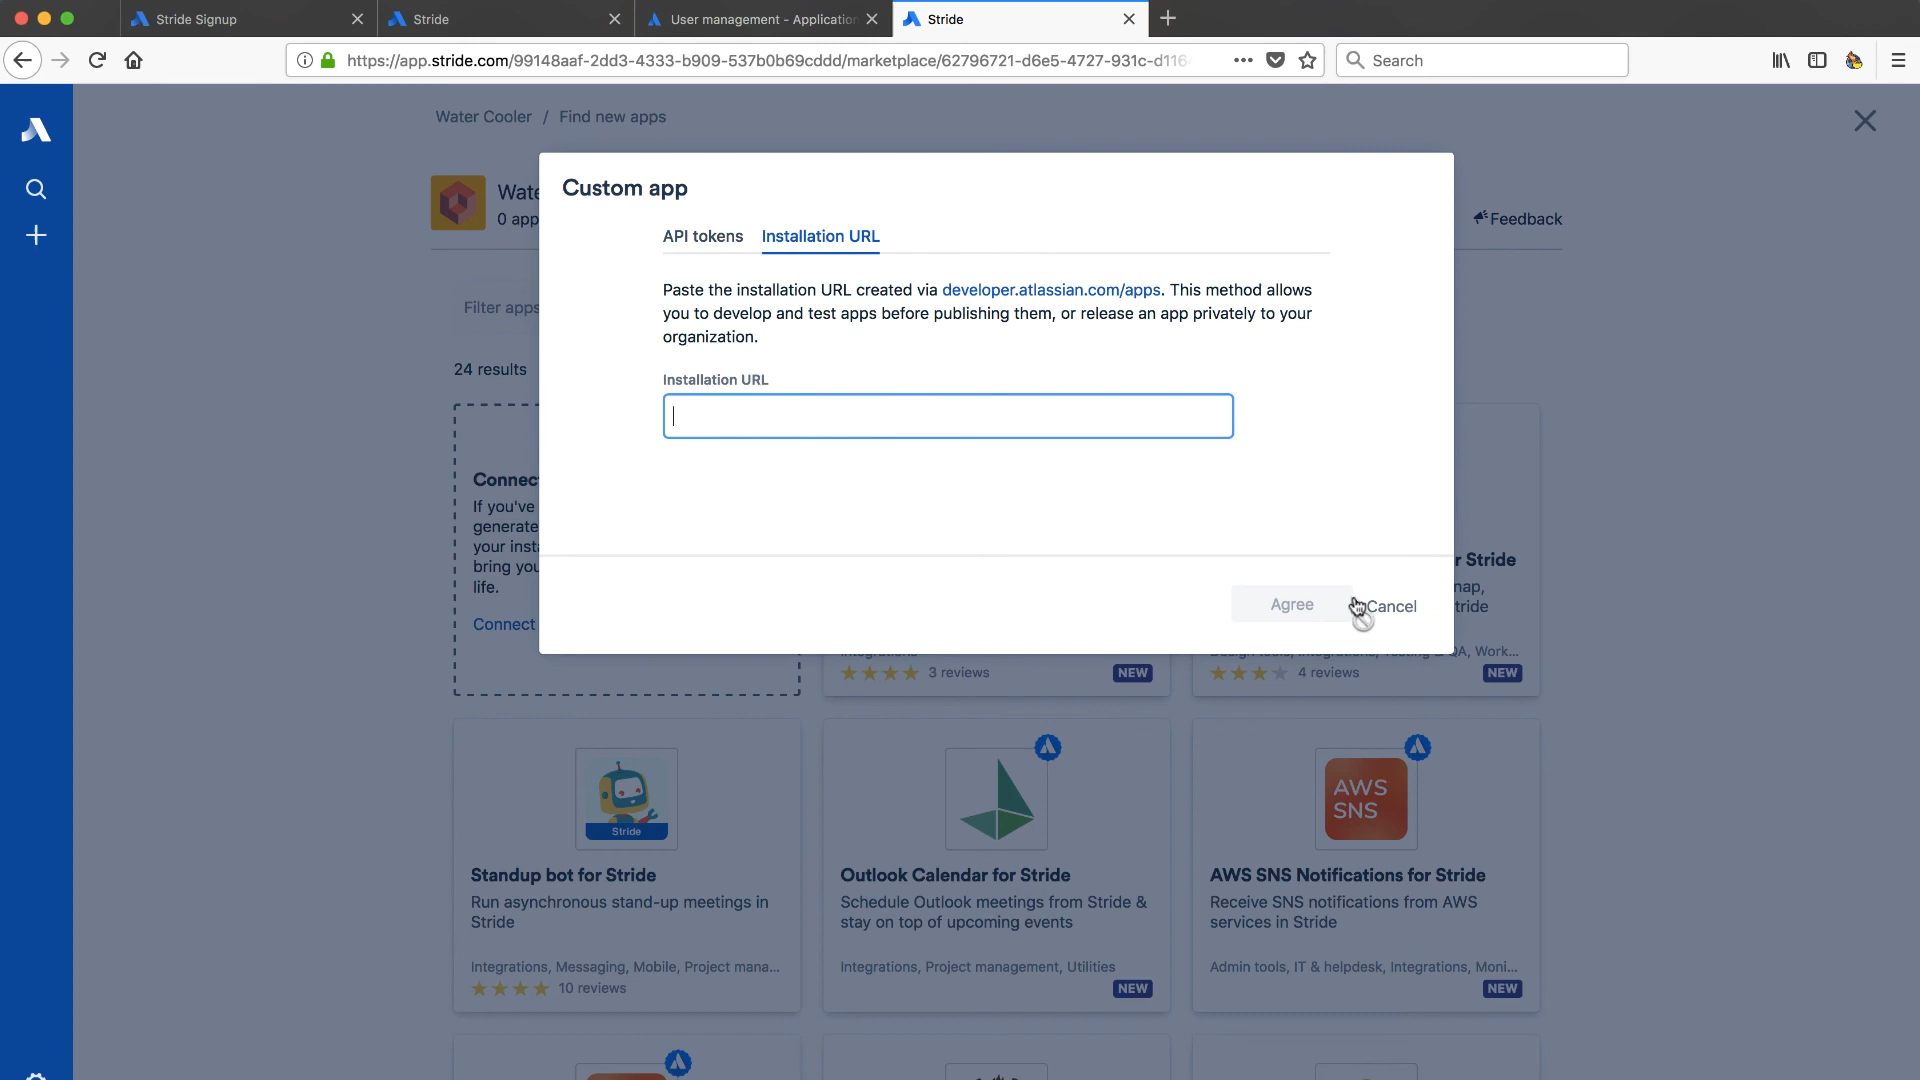 Stride Signup
Stride
User management - Application
Stride
https://app.stride.com/99148aaf-2dd3-4333-b909-537b0b69cddd/marketplace/62796721-d6e5-4727-931c-d116
Search
Water Cooler / Find new apps
Wate
0 app
Feedback
Custom app
API tokens Installation URL
Paste the installation URL created via developer.atlassian.com/apps. This method allows
you to develop and test apps before publishing them, or release an app privately to your
organization.
Installation URL
Agree
Cancel
Filter apps
24 results
Connec
If you've
generate
your insta
bring you
life.
Connect
r Stride
nap,
tride
3 reviews
NEW
QA, Work...
4 reviews
NEW
Stride
Standup bot for Stride
Run asynchronous stand-up meetings in
Stride
Integrations, Messaging, Mobile, Project mana...
10 reviews
Outlook Calendar for Stride
Schedule Outlook meetings from Stride &
stay on top of upcoming events
Integrations, Project management, Utilities
NEW
AWS
SNS
AWS SNS Notifications for Stride
Receive SNS notifications from AWS
services in Stride
Admin tools, IT & helpdesk, Integrations, Moni...
NEW